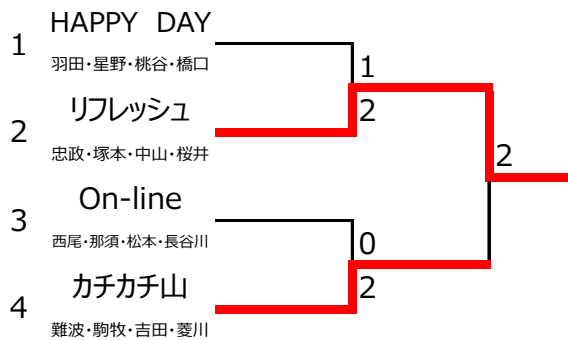 1
HAPPY DAY
羽田・星野・桃谷・橋口
1
2
リフレッシュ
忠政・塚本・中山・桜井
2
2
3
On-line
西尾・那須・松本・長谷川
0
4
カチカチ山
難波・駒牧・吉田・菱川
2